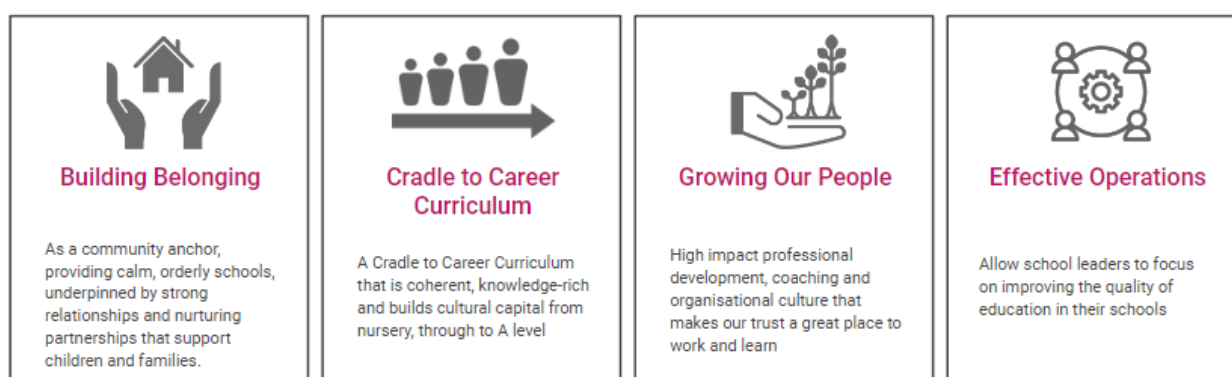 Building Belonging
As a community anchor,
providing calm, orderly schools,
underpinned by strong
relationships and nurturing
partnerships that support
children and families.
Cradle to Career
Curriculum
A Cradle to Career Curriculum
that is coherent, knowledge-rich
and builds cultural capital from
nursery, through to A level
Growing Our People
High impact professional
development, coaching and
organisational culture that
makes our trust a great place to
work and learn
Effective Operations
Allow school leaders to focus
on improving the quality of
education in their schools